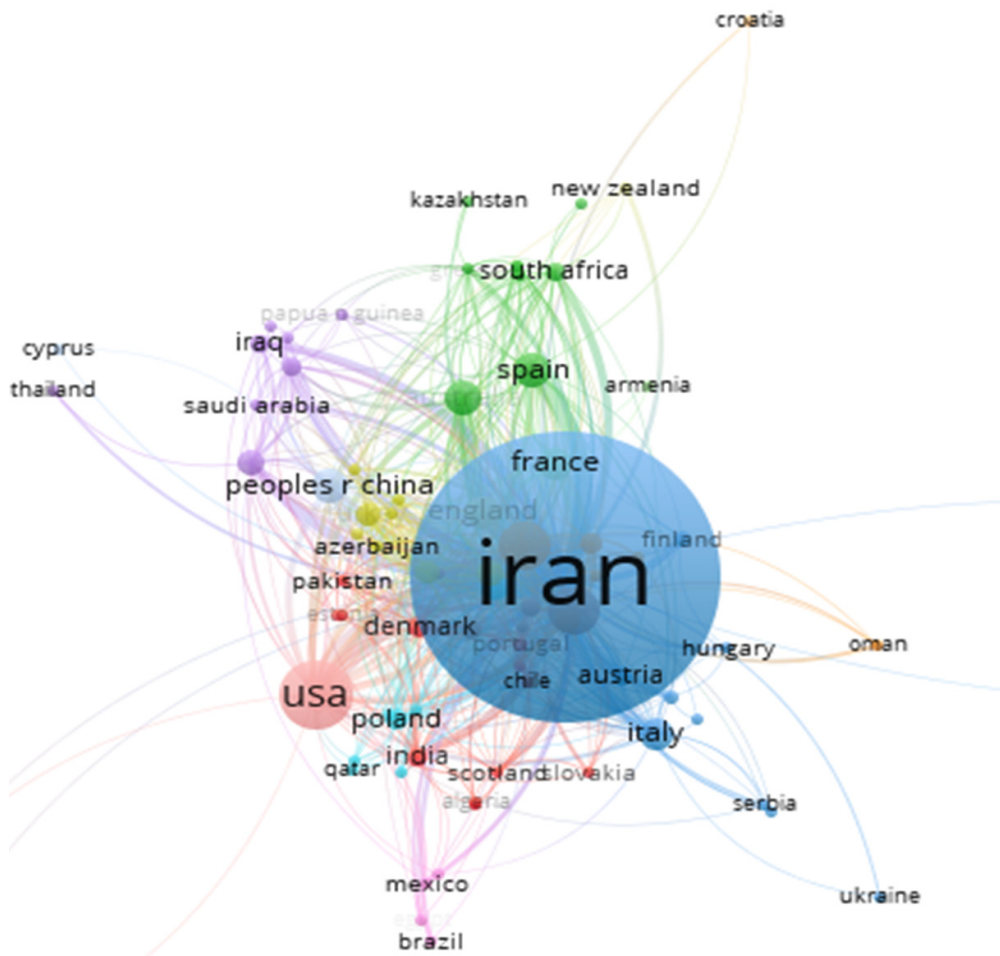 croatia
kazakhstan
new zealand
south africa
papua n guinea
iraq
cyprus
spain
armenia
thailand
saudi arabia
france
peoples r china
england
finland
azerbaijan
iran
pakistan
estonia
denmark
portugal
hungary
oman
chile
austria
usa
poland
italy
india
qatar
scotland
slovakia
algeria
serbia
mexico
ukraine
brazil